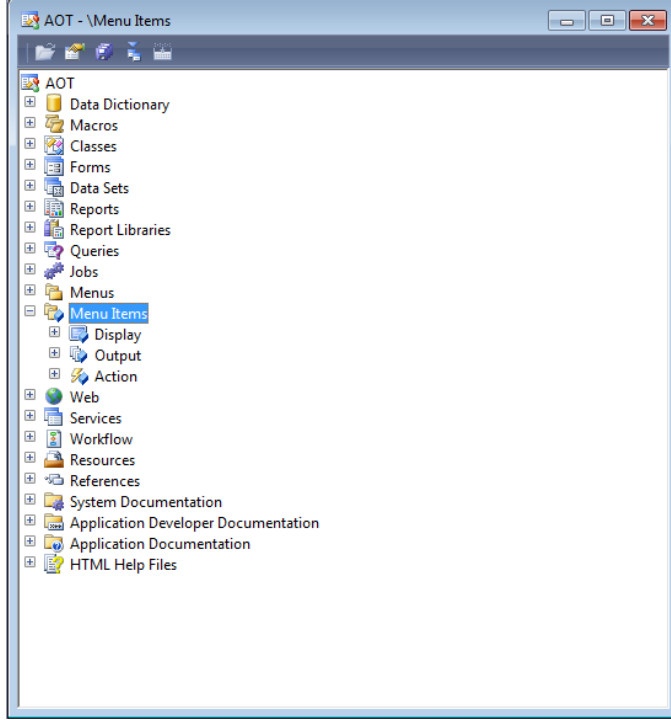 AOT - \Menu Items
AOT
Data Dictionary
Macros
Classes
Forms
Data Sets
Reports
Report Libraries
Queries
Jobs
Menus
Menu Items
Display
Output
Action
Web
Services
Workflow
Resources
References
System Documentation
Application Developer Documentation
Application Documentation
HTML Help Files